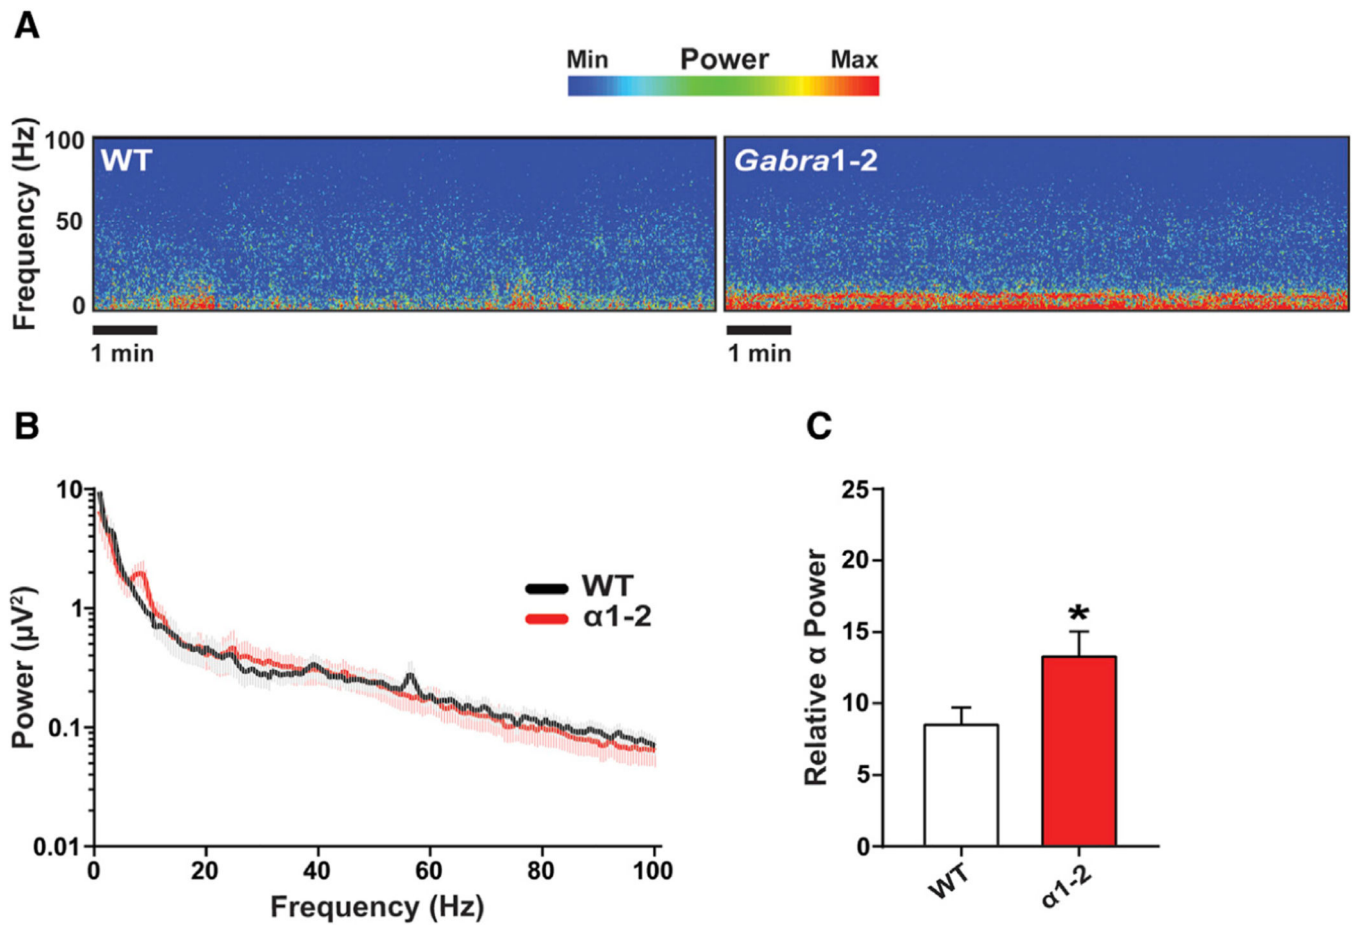 A
Min Power Max
Frequency (Hz)
100
50
0
WT
Gabra1-2
1 min
1 min
B
Power (µV²)
10
1
0.1
0.01
0 20 40 60 80 100
Frequency (Hz)
WT
α1-2
C
Relative α Power
25
20
15
10
5
0
*
WT
α1-2